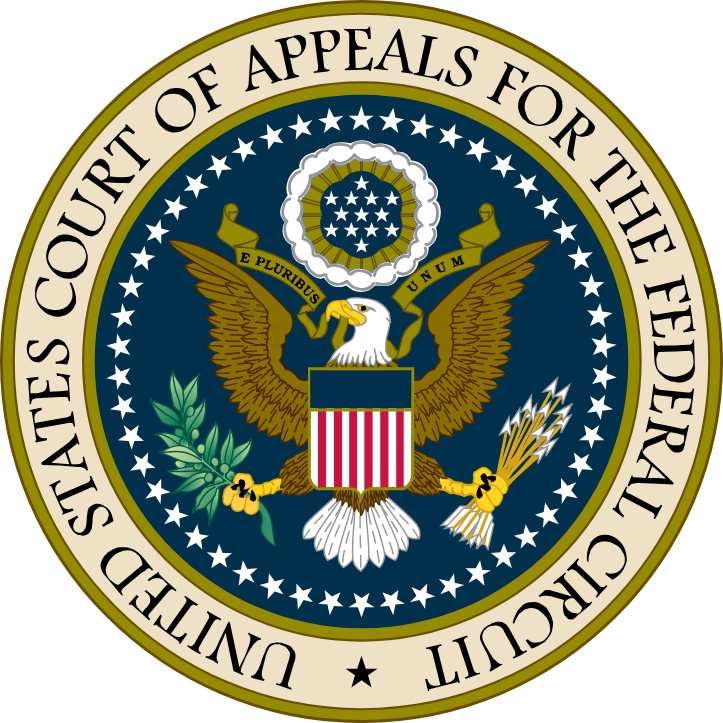 UNITED STATES COURT OF APPEALS FOR THE FEDERAL CIRCUIT
E PLURIBUS UNUM